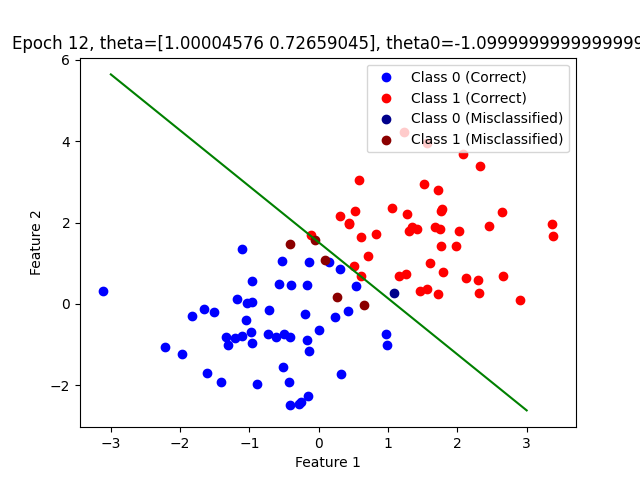 Epoch 12, theta=[1.00004576 0.72659045], theta0=-1.0999999999999999
Class 0 (Correct)
Class 1 (Correct)
Class 0 (Misclassified)
Class 1 (Misclassified)
6
4
2
0
−2
Feature 2
−3 −2 −1 0 1 2 3
Feature 1